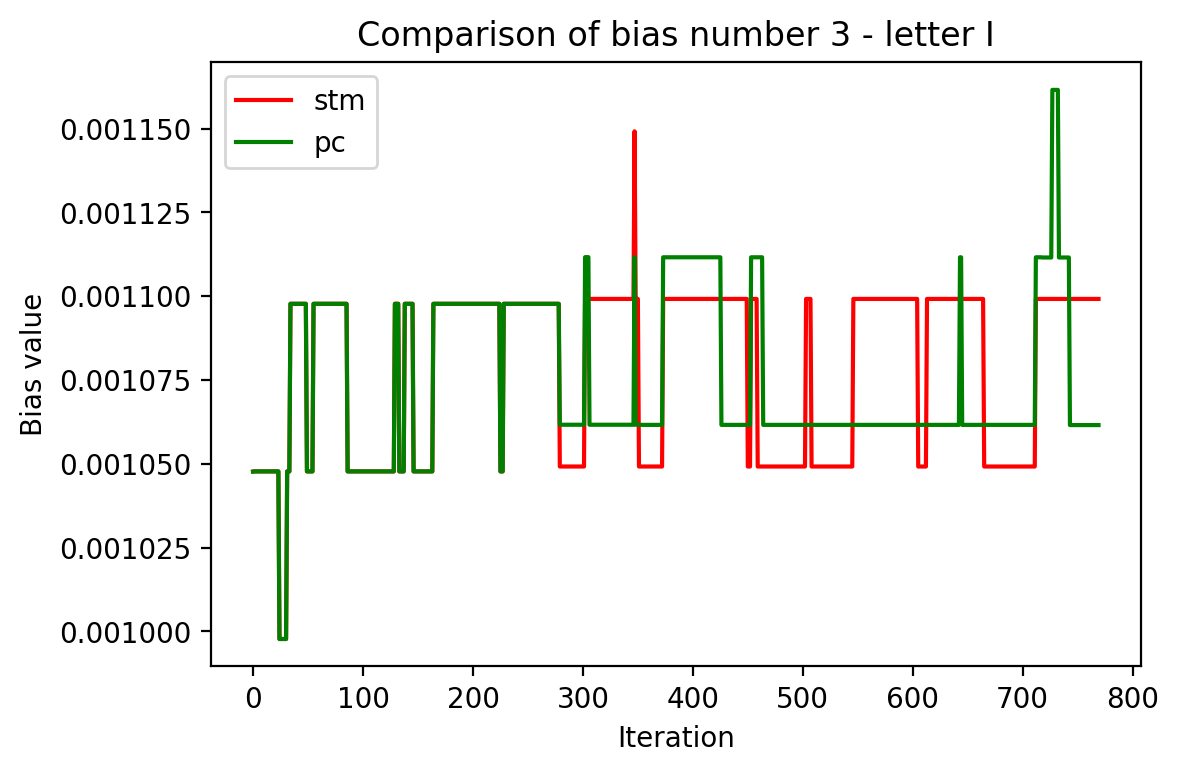 Comparison of bias number 3 - letter I
stm
pc
0.001150
0.001125
0.001100
0.001075
0.001050
0.001025
0.001000
Bias value
0 100 200 300 400 500 600 700 800
Iteration